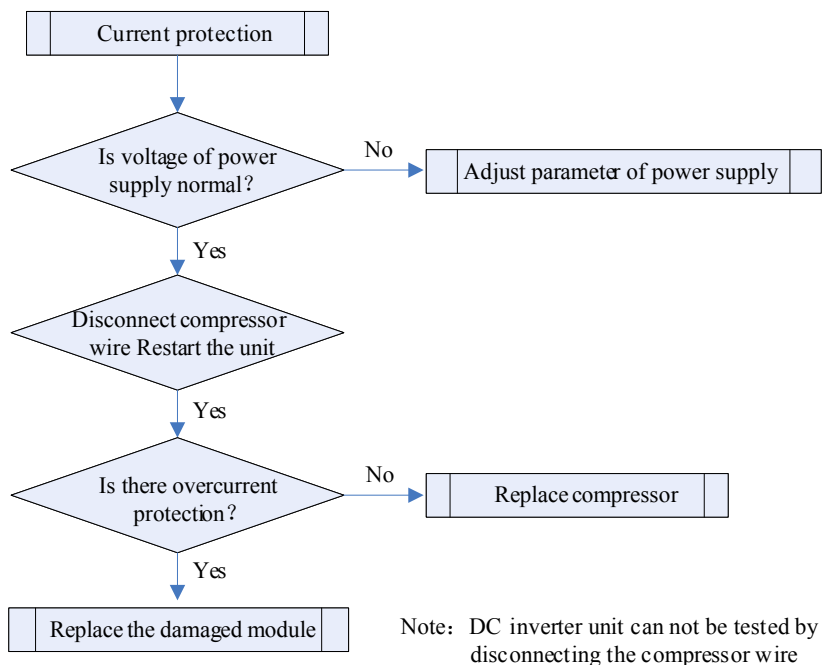 Current protection
Is voltage of power
supply normal?
No
Adjust parameter of power supply
Yes
Disconnect compressor
wire Restart the unit
Yes
Is there overcurrent
protection?
No
Replace compressor
Yes
Replace the damaged module
Note: DC inverter unit can not be tested by
disconnecting the compressor wire